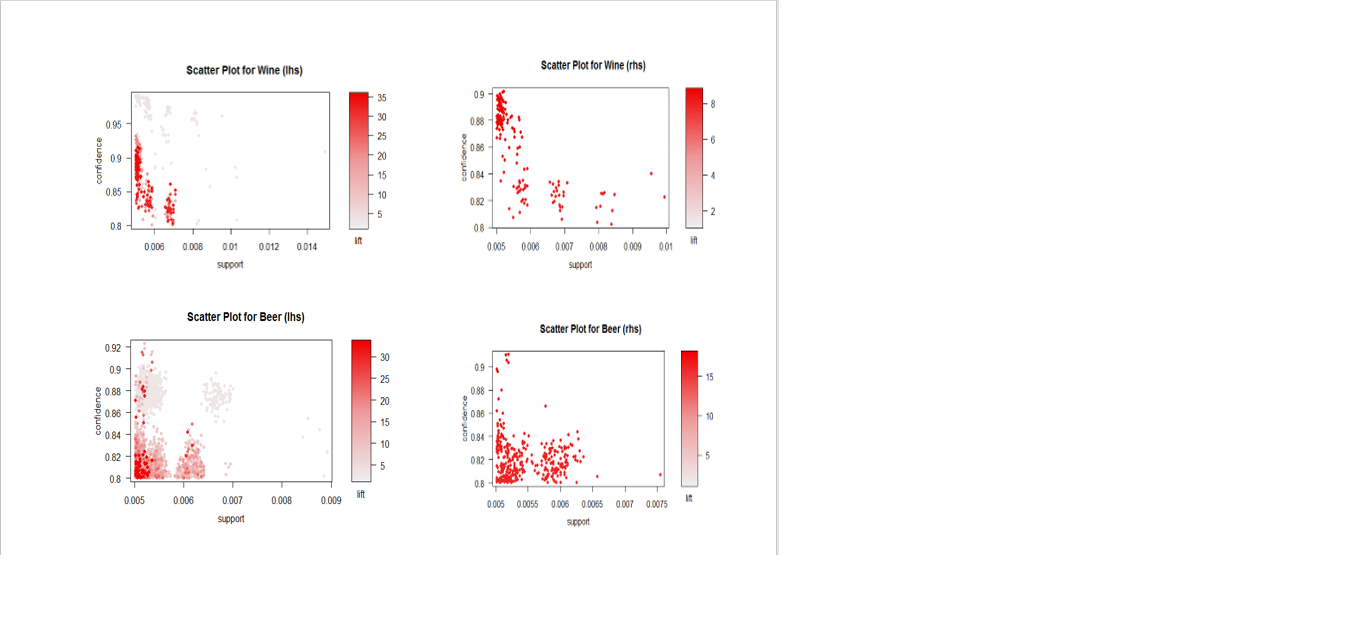 Scatter Plot for Wine (lhs)
confidence
0.95
0.9
0.85
0.8
0.006 0.008 0.01 0.012 0.014
support
35
30
25
20
15
10
5
lift
Scatter Plot for Wine (rhs)
confidence
0.9
0.88
0.86
0.84
0.82
0.8
0.005 0.006 0.007 0.008 0.009 0.01
support
8
6
4
2
lift
Scatter Plot for Beer (lhs)
confidence
0.92
0.9
0.88
0.86
0.84
0.82
0.8
0.005 0.006 0.007 0.008 0.009
support
30
25
20
15
10
5
lift
Scatter Plot for Beer (rhs)
confidence
0.9
0.88
0.86
0.84
0.82
0.8
0.005 0.0055 0.006 0.0065 0.007 0.0075
support
15
10
5
lift